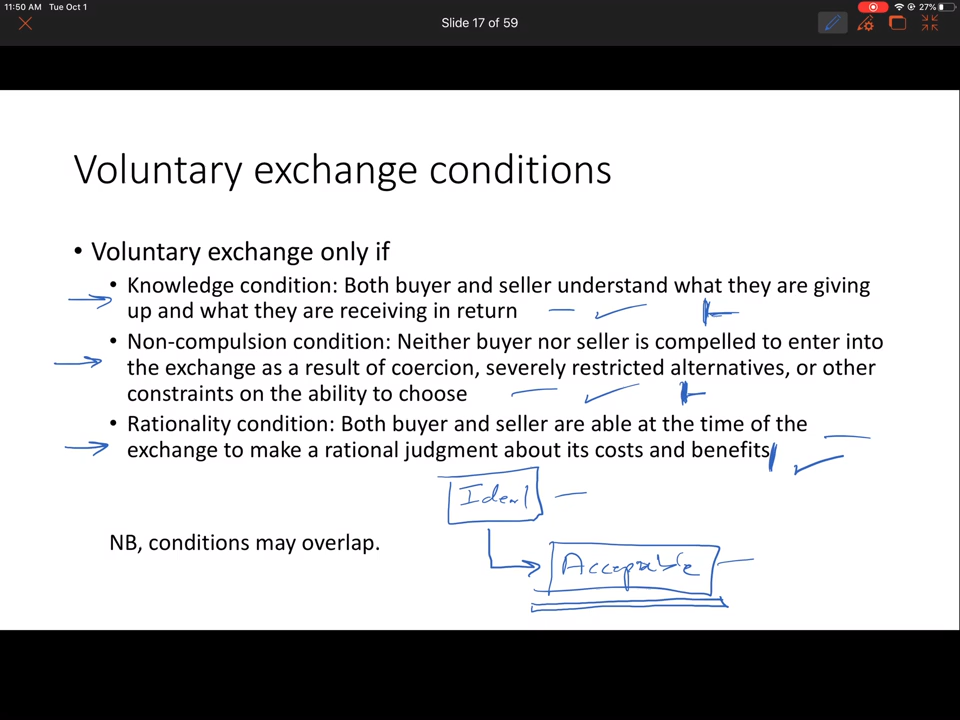 11:50 AM Tue Oct 1
27%
Slide 17 of 59
Voluntary exchange conditions
• Voluntary exchange only if
• Knowledge condition: Both buyer and seller understand what they are giving
up and what they are receiving in return
• Non-compulsion condition: Neither buyer nor seller is compelled to enter into
the exchange as a result of coercion, severely restricted alternatives, or other
constraints on the ability to choose
• Rationality condition: Both buyer and seller are able at the time of the
exchange to make a rational judgment about its costs and benefits
Ideal
NB, conditions may overlap.
Acceptable